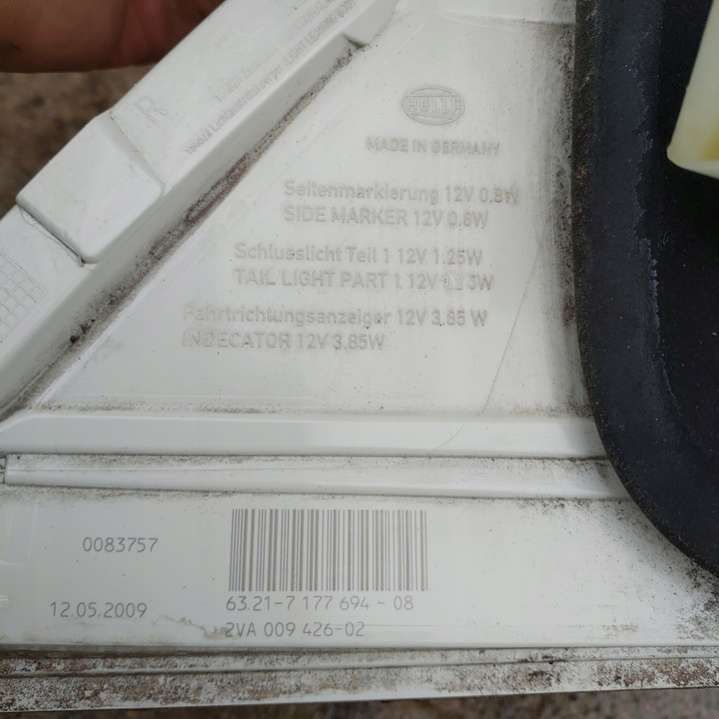 R
HELLA
MADE IN GERMANY
Seitenmarkierung 12V 0.8W
SIDE MARKER 12V 0.8W
Schlusslicht Teil 1 12V 1.25W
TAIL LIGHT PART 1 12V 1.25W
Fahrtrichtungsanzeiger 12V 3.85 W
INDECATOR 12V 3.85W
0083757
12.05.2009
63.21-7 177 694 - 08
2VA 009 426-02